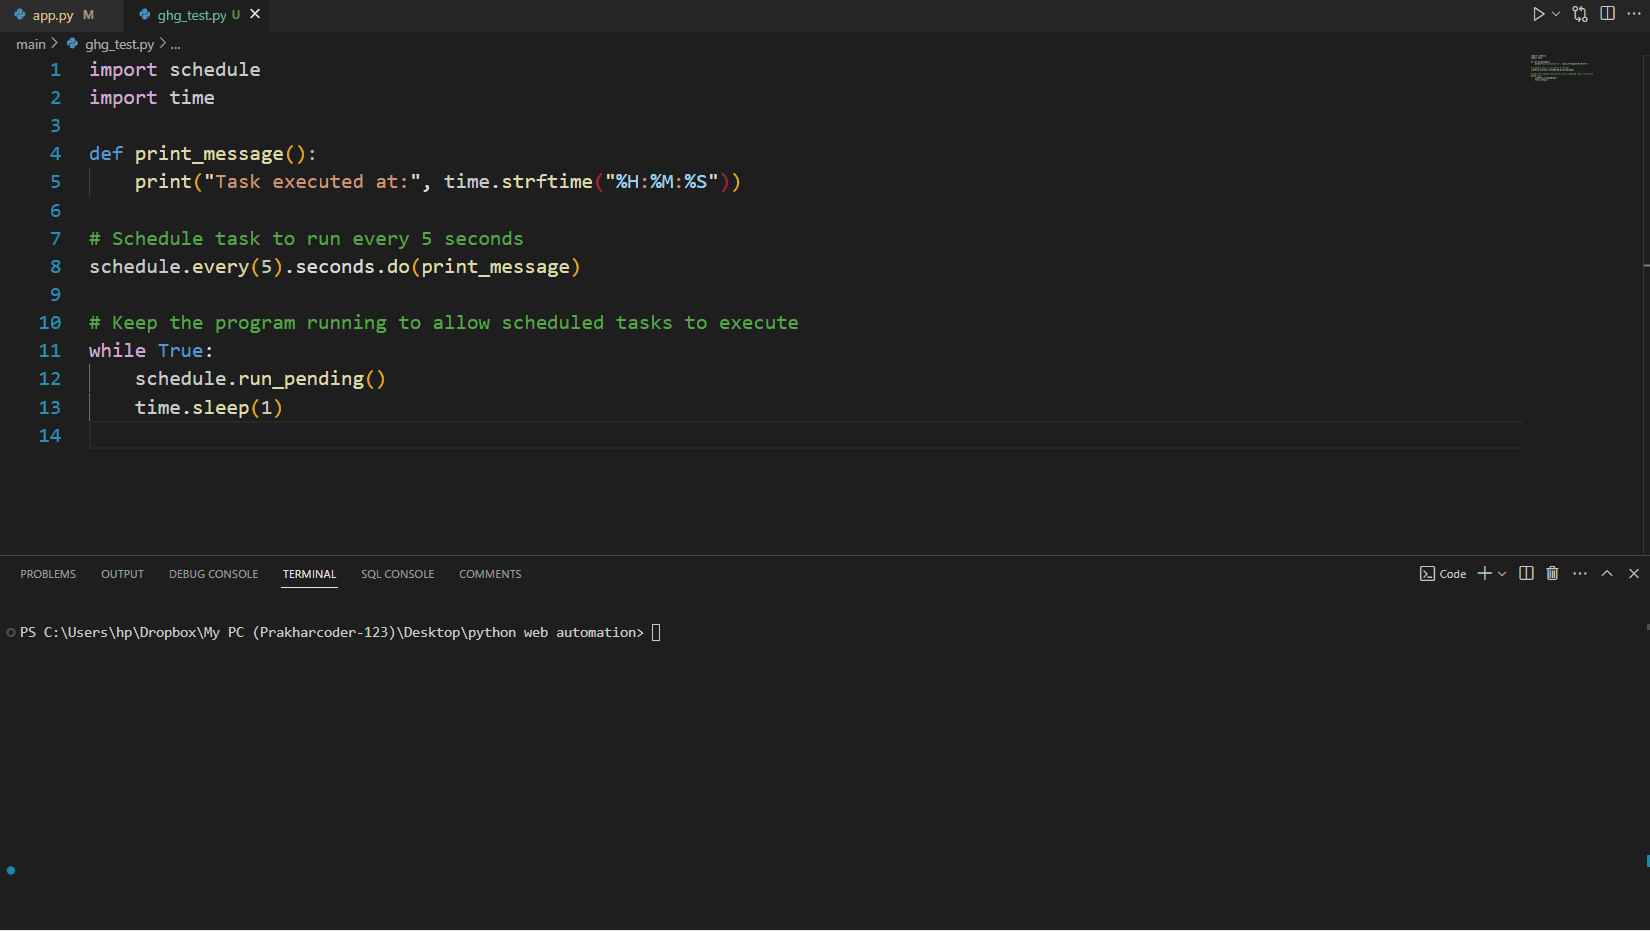 app.py M ghg_test.py U
main > ghg_test.py > ...
1 import schedule
2 import time
3
4 def print_message():
5     print("Task executed at:", time.strftime("%H:%M:%S"))
6
7 # Schedule task to run every 5 seconds
8 schedule.every(5).seconds.do(print_message)
9
10 # Keep the program running to allow scheduled tasks to execute
11 while True:
12     schedule.run_pending()
13     time.sleep(1)
14
PROBLEMS OUTPUT DEBUG CONSOLE TERMINAL SQL CONSOLE COMMENTS Code
PS C:\Users\hp\Dropbox\My PC (Prakharcoder-123)\Desktop\python web automation>